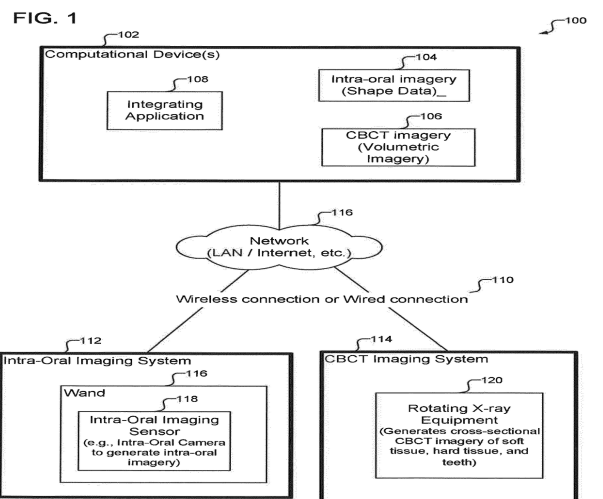 FIG. 1
100
102
Computational Device(s)
108
Integrating
Application
104
Intra-oral imagery
(Shape Data)_
106
CBCT imagery
(Volumetric
Imagery)
116
Network
(LAN / Internet, etc.)
110
Wireless connection or Wired connection
112
Intra-Oral Imaging System
116
Wand
118
Intra-Oral Imaging
Sensor
(e.g., Intra-Oral Camera
to generate intra-oral
imagery)
114
CBCT Imaging System
120
Rotating X-ray
Equipment
(Generates cross-sectional
CBCT imagery of soft
tissue, hard tissue, and
teeth)